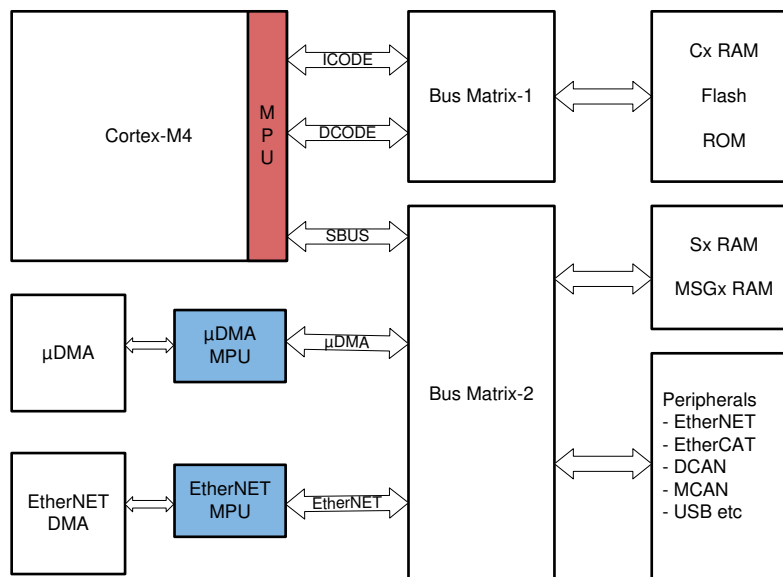 Cortex-M4
M
P
U
ICODE
DCODE
SBUS
Bus Matrix-1
Cx RAM
Flash
ROM
Sx RAM
MSGx RAM
µDMA
µDMA
MPU
µDMA
Bus Matrix-2
Peripherals
- EtherNET
- EtherCAT
- DCAN
- MCAN
- USB etc
EtherNET
DMA
EtherNET
MPU
EtherNET